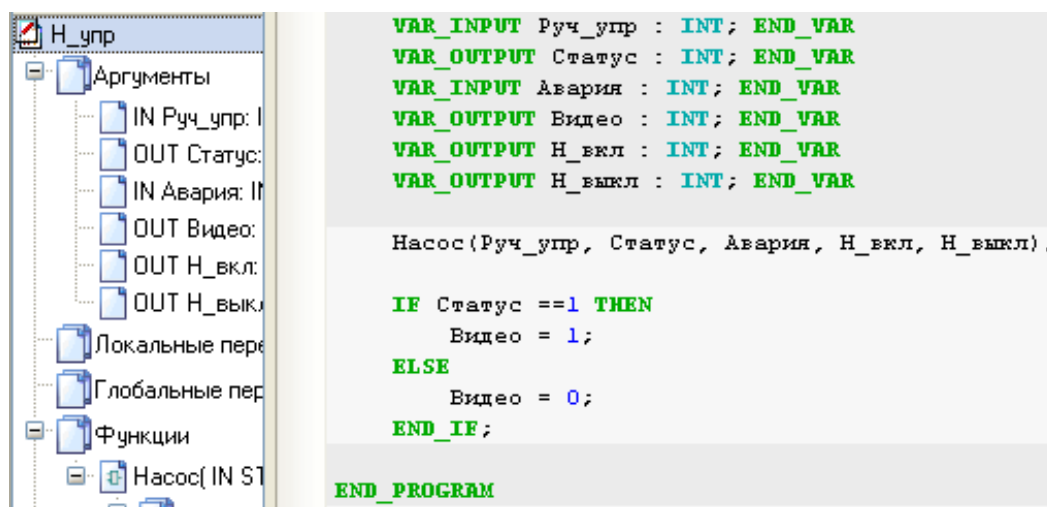 Н_упр
Аргументы
IN Руч_упр: I
OUT Статус:
IN Авария: IN
OUT Видео:
OUT Н_вкл:
OUT Н_выкл
Локальные пере
Глобальные пер
Функции
Насос( IN ST
VAR_INPUT Руч_упр : INT; END_VAR
VAR_OUTPUT Статус : INT; END_VAR
VAR_INPUT Авария : INT; END_VAR
VAR_OUTPUT Видео : INT; END_VAR
VAR_OUTPUT Н_вкл : INT; END_VAR
VAR_OUTPUT Н_выкл : INT; END_VAR
Насос(Руч_упр, Статус, Авария, Н_вкл, Н_выкл)
IF Статус ==1 THEN
Видео = 1;
ELSE
Видео = 0;
END_IF;
END_PROGRAM